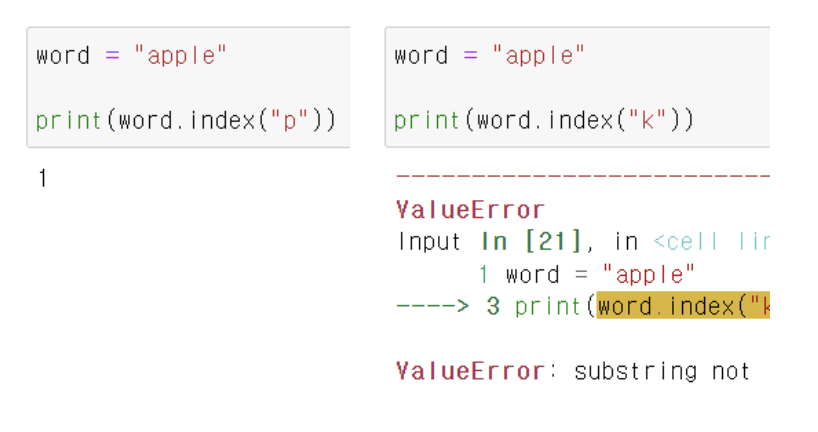 word = "apple"
print(word.index("p"))
1
word = "apple"
print(word.index("k"))
---------------------------
ValueError
Input In [21], in <cell lin
1 word = "apple"
----> 3 print(word.index("k
ValueError: substring not